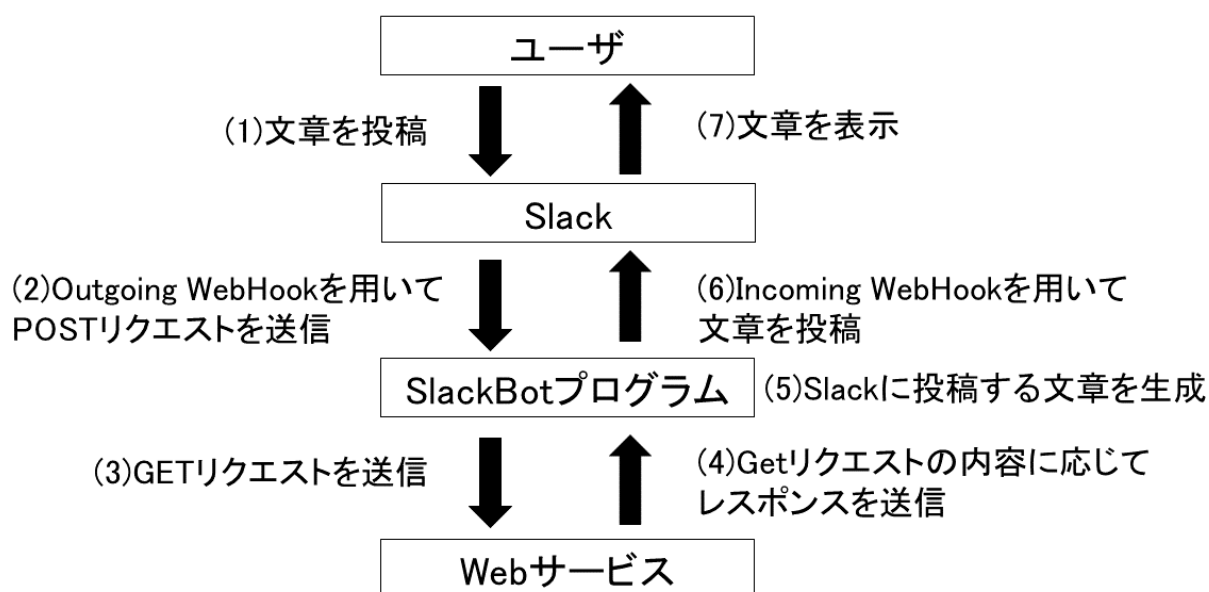 ユーザ
(1)文章を投稿
(7)文章を表示
Slack
(2)Outgoing WebHookを用いて
POSTリクエストを送信
(6)Incoming WebHookを用いて
文章を投稿
SlackBotプログラム
(5)Slackに投稿する文章を生成
(3)GETリクエストを送信
(4)Getリクエストの内容に応じて
レスポンスを送信
Webサービス